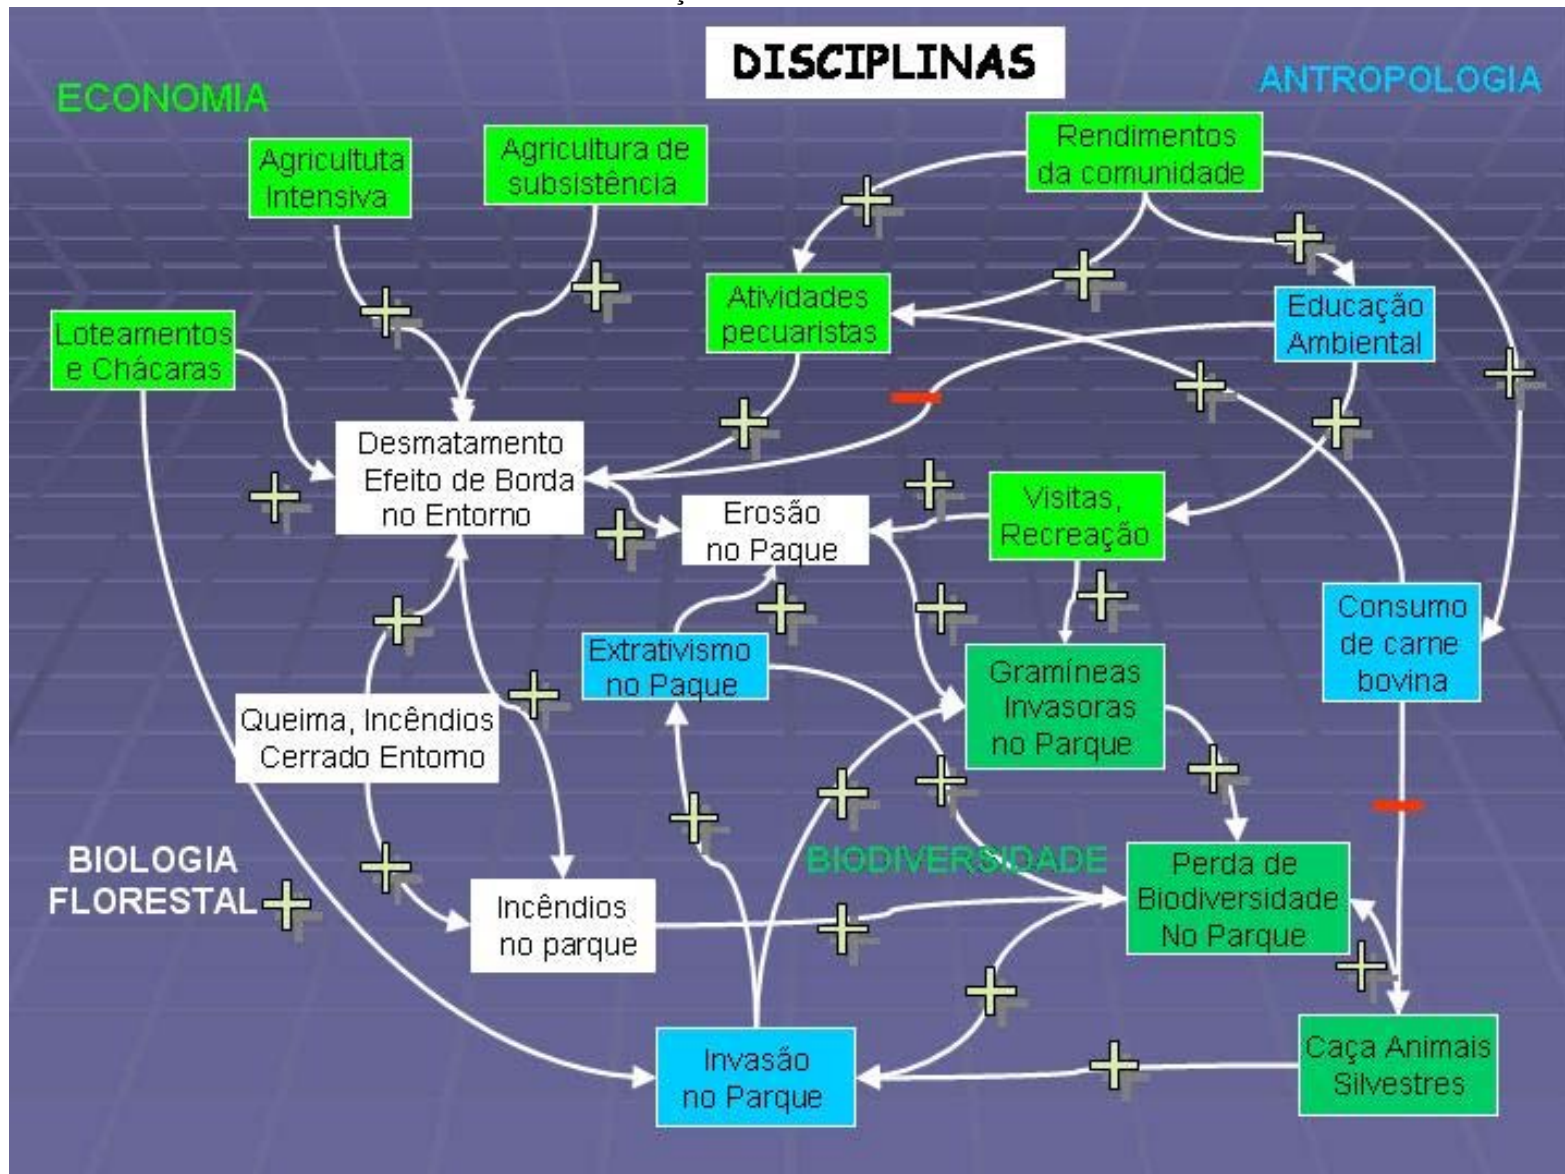 DISCIPLINAS
ECONOMIA
ANTROPOLOGIA
Agricultuta
Intensiva
Agricultura de
subsistência
Rendimentos
da comunidade
Loteamentos
e Chácaras
Atividades
pecuaristas
Educação
Ambiental
Desmatamento
Efeito de Borda
no Entorno
Erosão
no Paque
Visitas,
Recreação
Extrativismo
no Paque
Gramíneas
Invasoras
no Parque
Consumo
de carne
bovina
Queima, Incêndios
Cerrado Entorno
BIOLOGIA
FLORESTAL
BIODIVERSIDADE
Incêndios
no parque
Perda de
Biodiversidade
No Parque
Invasão
no Parque
Caça Animais
Silvestres